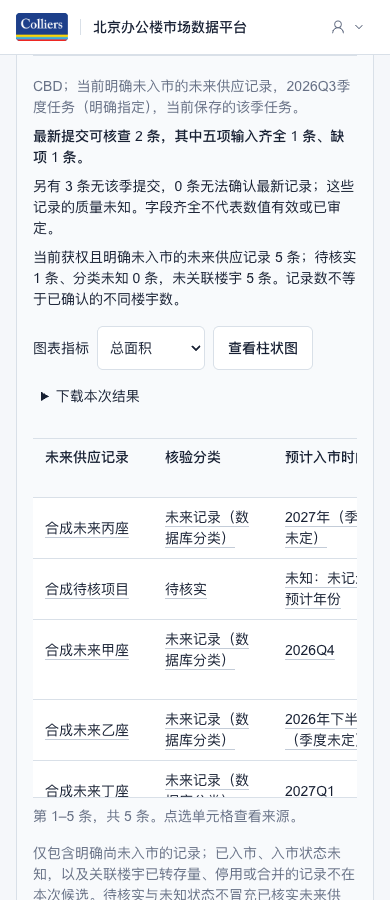 Colliers
北京办公楼市场数据平台
CBD；当前明确未入市的未来供应记录，2026Q3季
度任务（明确指定），当前保存的该季任务。
最新提交可核查 2 条，其中五项输入齐全 1 条、缺
项 1 条。
另有 3 条无该季提交，0 条无法确认最新记录；这些
记录的质量未知。字段齐全不代表数值有效或已审
定。
当前获权且明确未入市的未来供应记录 5 条；待核实
1 条、分类未知 0 条，未关联楼宇 5 条。记录数不等
于已确认的不同楼宇数。
图表指标 总面积 查看柱状图
▶ 下载本次结果
未来供应记录 核验分类 预计入市时
合成未来丙座 未来记录（数据库分类） 2027年（季
未定）
合成待核项目 待核实 未知：未记
预计年份
合成未来甲座 未来记录（数据库分类） 2026Q4
合成未来乙座 未来记录（数据库分类） 2026年下半
（季度未定
合成未来丁座 未来记录（数据库分类） 2027Q1
第 1–5 条，共 5 条。点选单元格查看来源。
仅包含明确尚未入市的记录；已入市、入市状态未
知，以及关联楼宇已转存量、停用或合并的记录不在
本次候选。待核实与未知状态不冒充已核实未来供